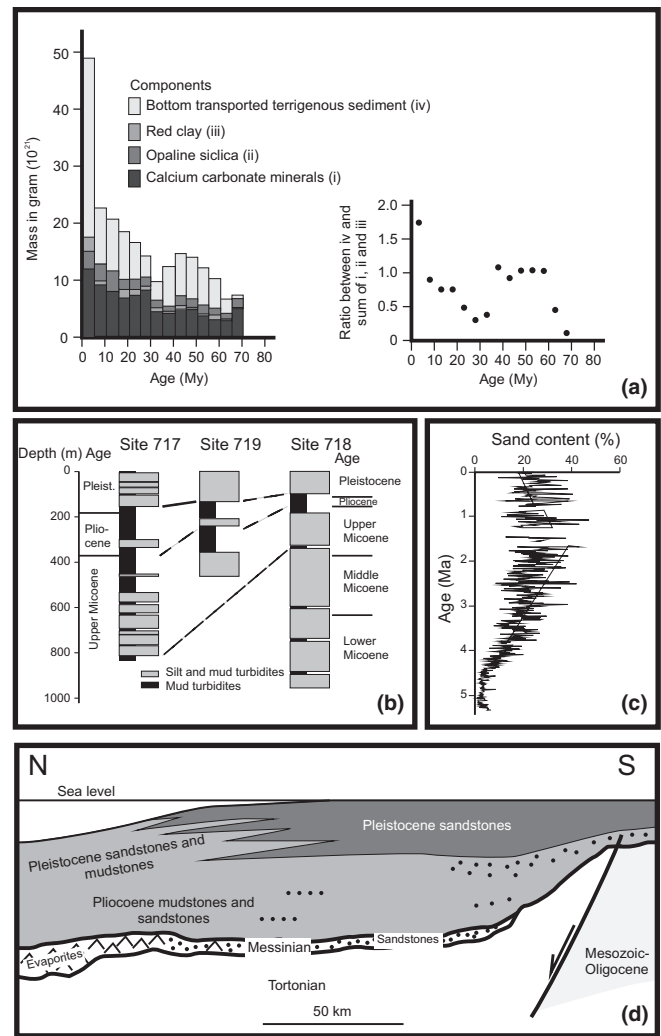 50
40
30
20
10
0
Mass in gram (10²¹)
Components
Bottom transported terrigenous sediment (iv)
Red clay (iii)
Opaline siclica (ii)
Calcium carbonate minerals (i)
0 10 20 30 40 50 60 70 80
Age (My)
Ratio between iv and
sum of i, ii and iii
2.0
1.5
1.0
0.5
0
0 10 20 30 40 50 60 70 80
Age (My)
(a)
Depth (m) Age
Site 717
Site 719
Site 718
Age
0
200
400
600
800
1000
Pleist.
Plio-
cene
Upper Micoene
Pleistocene
Pliocene
Upper
Micoene
Middle
Micoene
Lower
Micoene
Silt and mud turbidites
Mud turbidites
(b)
Sand content (%)
0 20 40 60
Age (Ma)
0
1
2
3
4
5
(c)
N
S
Sea level
Pleistocene sandstones
Pleistocene sandstones and
mudstones
Pliocoene mudstones and
sandstones
Evaporites
Messinian
Sandstones
Tortonian
Mesozoic-
Oligocene
50 km
(d)